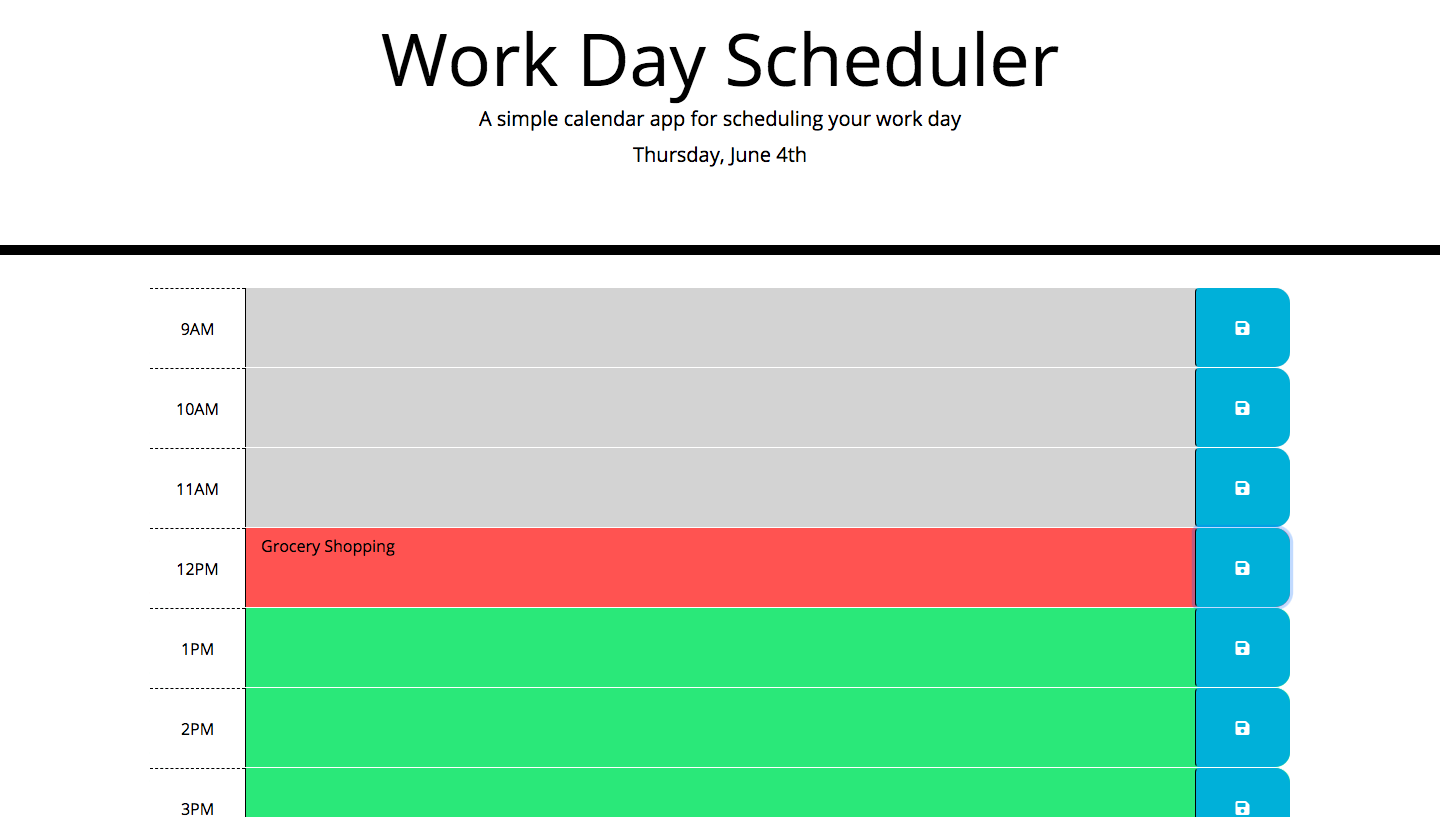 Work Day Scheduler
A simple calendar app for scheduling your work day
Thursday, June 4th
9AM
10AM
11AM
12PM
Grocery Shopping
1PM
2PM
3PM